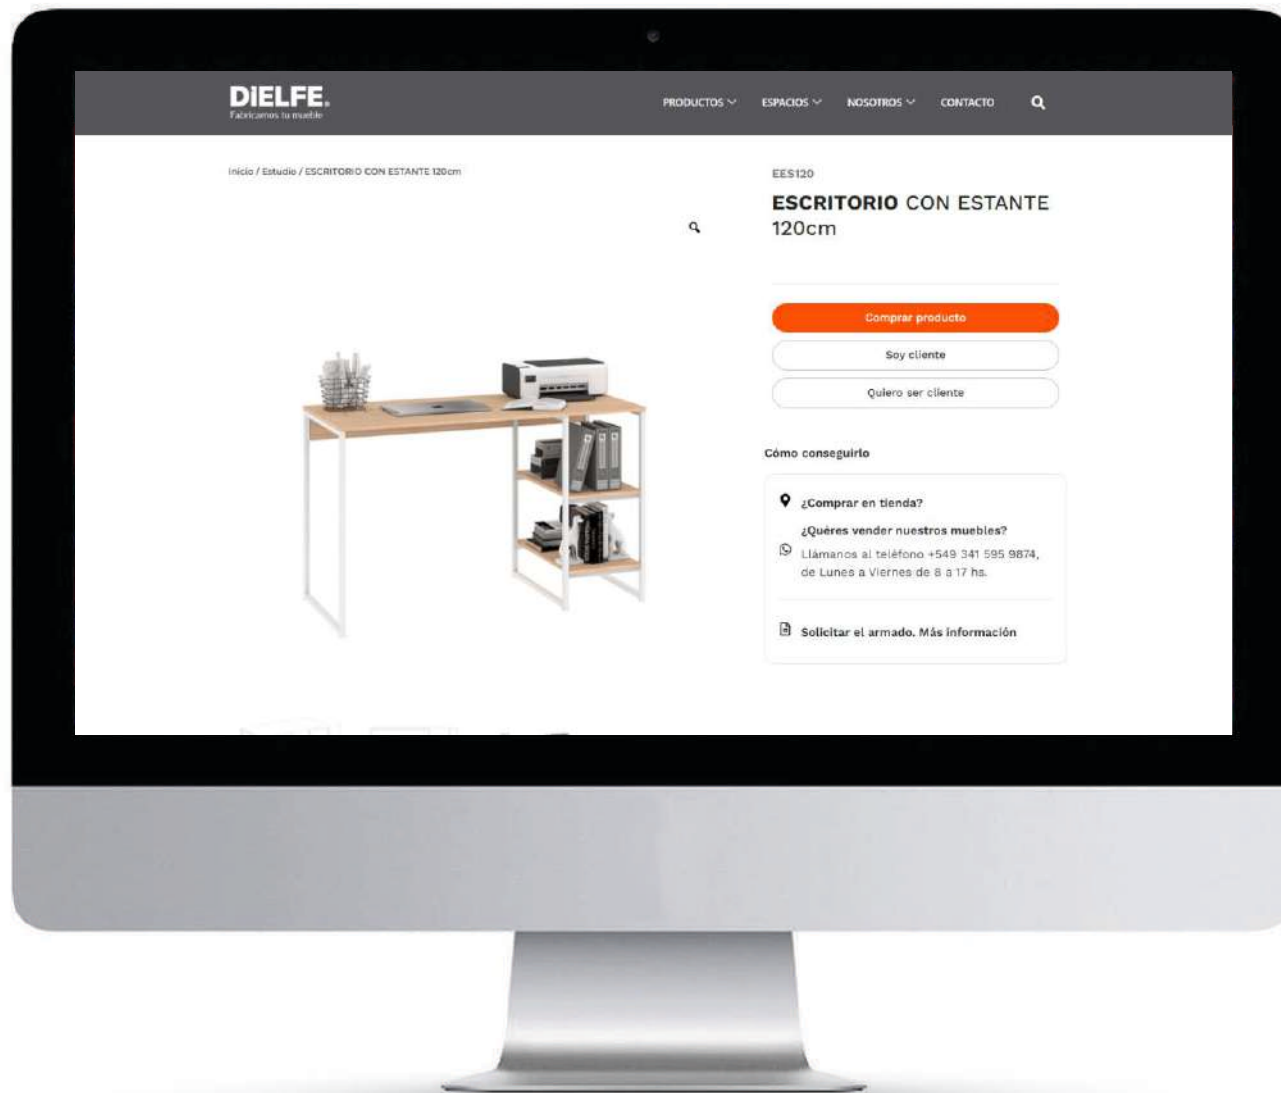 DiELFE.
Fabricamos tu mueble
PRODUCTOS
ESPACIOS
NOSOTROS
CONTACTO
Inicio / Estudio / ESCRITORIO CON ESTANTE 120cm
EES120
ESCRITORIO CON ESTANTE
120cm
Comprar producto
Soy cliente
Quiero ser cliente
Cómo conseguirlo
¿Comprar en tienda?
¿Quéres vender nuestros muebles?
Llámanos al teléfono +549 341 595 9874,
de Lunes a Viernes de 8 a 17 hs.
Solicitar el armado. Más información